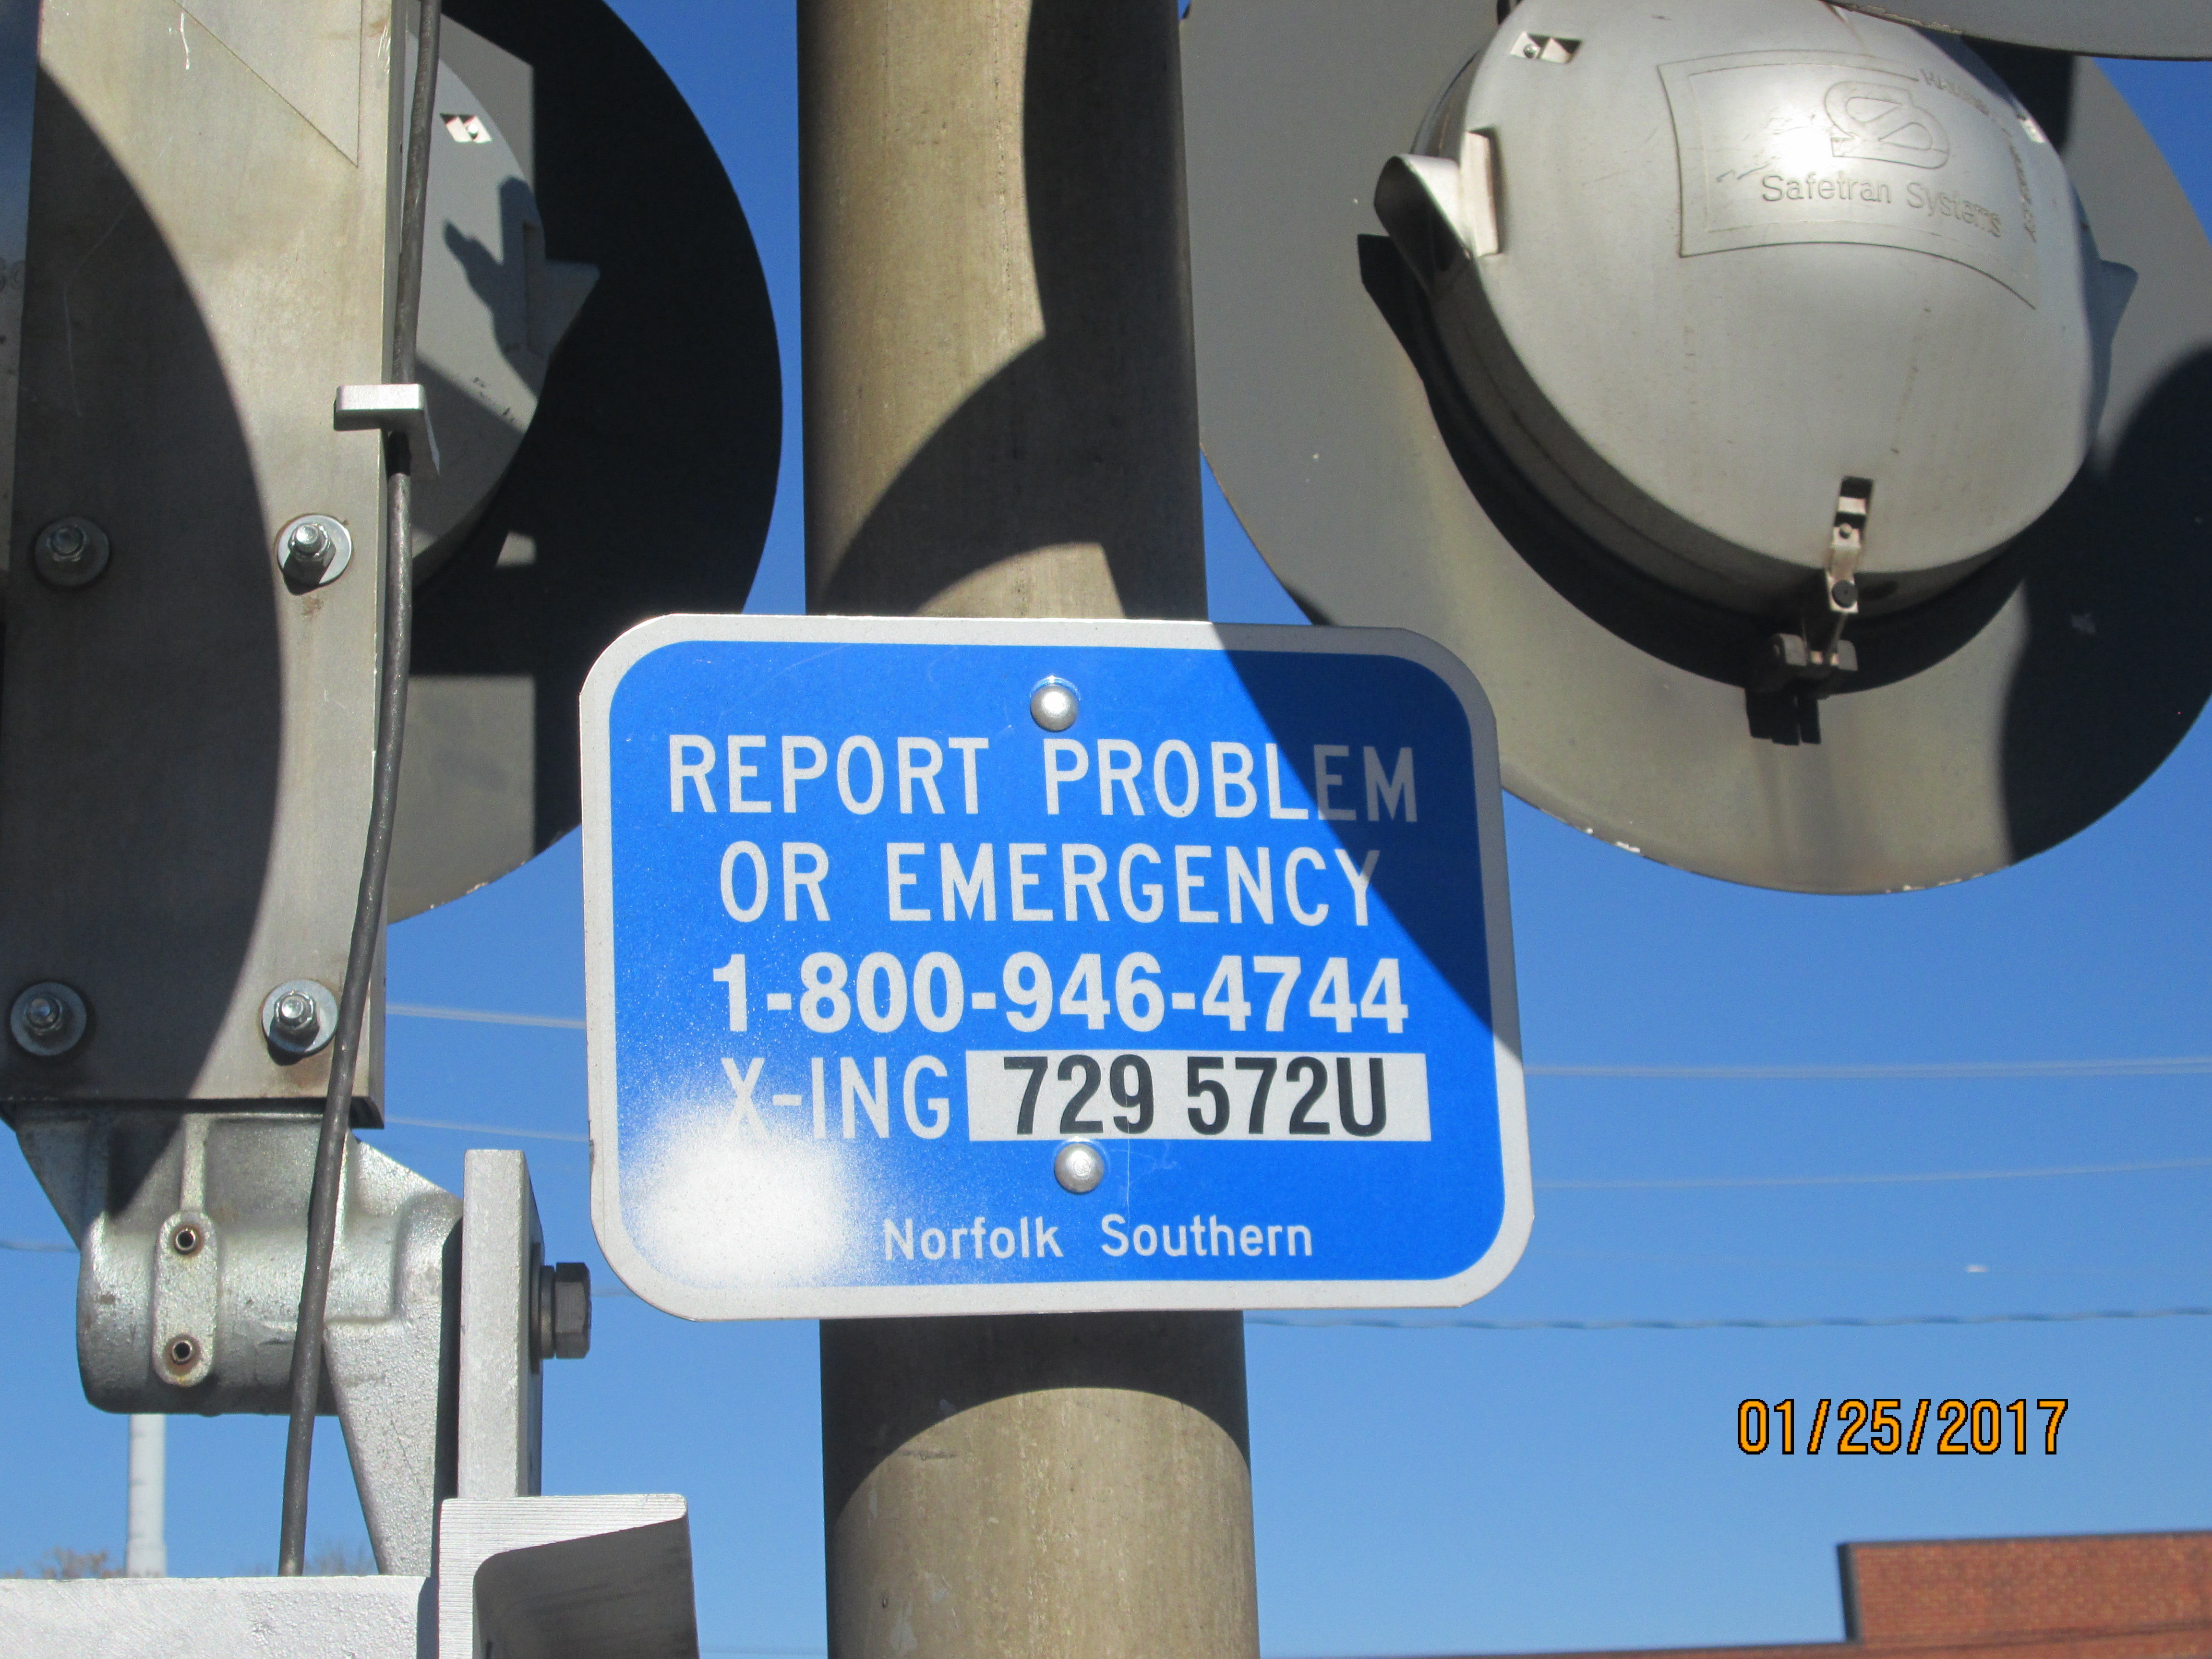 Safetran Systems
REPORT PROBLEM
OR EMERGENCY
1-800-946-4744
X-ING 729 572U
Norfolk Southern
01/25/2017